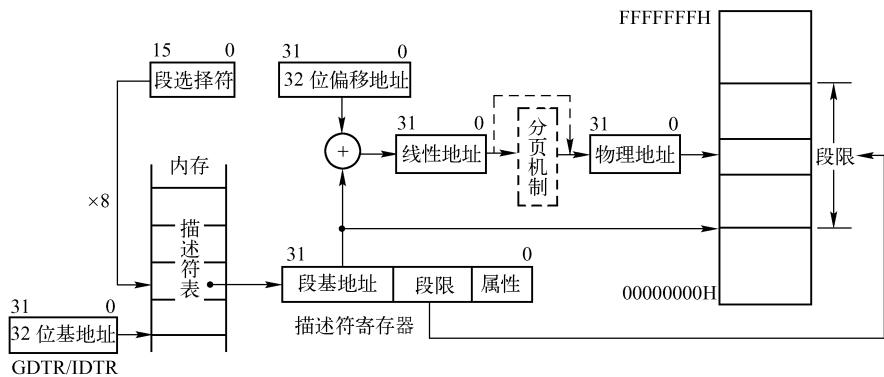 FFFFFFFFH
15 0
段选择符
31 0
32 位偏移地址
+
31 0
线性地址
分页机制
31 0
物理地址
段限
内存
×8
描述符表
31 0
段基地址 段限 属性
描述符寄存器
00000000H
31 0
32 位基地址
GDTR/IDTR